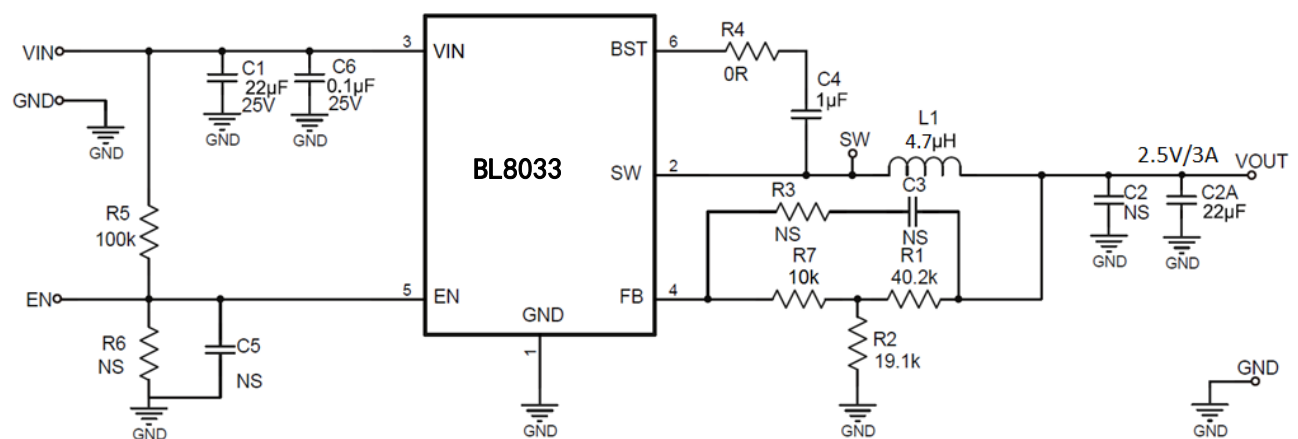 VIN
GND
GND
C1
22µF
25V
GND
C6
0.1µF
25V
GND
3
VIN
BST
6
R4
0R
C4
1µF
BL8033
SW
2
SW
L1
4.7µH
2.5V/3A
VOUT
C2
NS
GND
C2A
22µF
GND
R3
NS
C3
NS
R5
100k
R7
10k
R1
40.2k
EN
5
EN
FB
4
GND
1
GND
R6
NS
C5
NS
GND
R2
19.1k
GND
GND
GND